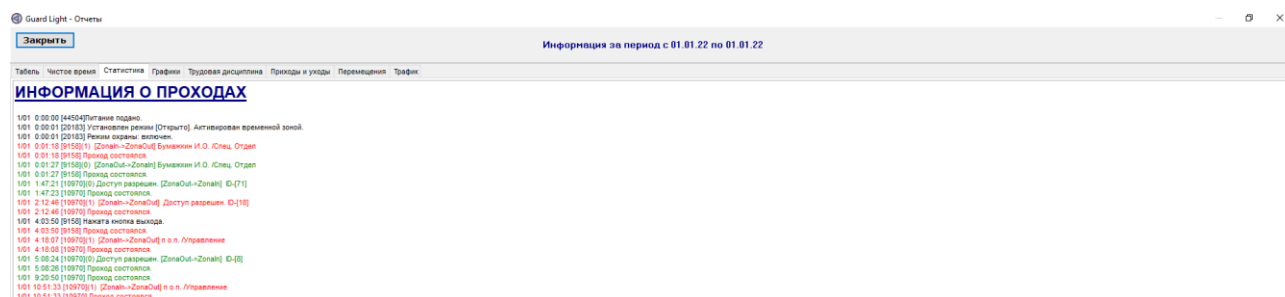 Guard Light - Отчеты
Закрыть
Информация за период с 01.01.22 по 01.01.22
Табель Чистое время Статистика Графики Трудовая дисциплина Приходы и уходы Перемещения Трафик
ИНФОРМАЦИЯ О ПРОХОДАХ
1/01 0:00:00 [44504]Питание подано.
1/01 0:00:01 [20183] Установлен режим [Открыто]. Активирован временной зоной.
1/01 0:00:01 [20183] Режим охраны: включен.
1/01 0:01:18 [9158](1) [ZonaIn->ZonaOut] Бумажкин И.О. /Спец. Отдел
1/01 0:01:18 [9158] Проход состоялся.
1/01 0:01:27 [9158](0) [ZonaOut->ZonaIn] Бумажкин И.О. /Спец. Отдел
1/01 0:01:27 [9158] Проход состоялся.
1/01 1:47:21 [10970](0) Доступ разрешен. [ZonaOut->ZonaIn] ID-[71]
1/01 1:47:23 [10970] Проход состоялся.
1/01 2:12:46 [10970](1) [ZonaIn->ZonaOut] Доступ разрешен. ID-[18]
1/01 2:12:46 [10970] Проход состоялся.
1/01 4:03:50 [9158] Нажата кнопка выхода.
1/01 4:03:50 [9158] Проход состоялся.
1/01 4:18:07 [10970](1) [ZonaIn->ZonaOut] п о.п. /Управление
1/01 4:18:08 [10970] Проход состоялся.
1/01 5:08:24 [10970](0) Доступ разрешен. [ZonaOut->ZonaIn] ID-[8]
1/01 5:08:26 [10970] Проход состоялся.
1/01 9:20:50 [10970] Проход состоялся.
1/01 10:51:33 [10970](1) [ZonaIn->ZonaOut] п о.п. /Управление
1/01 10:51:33 [10970] Проход состоялся.